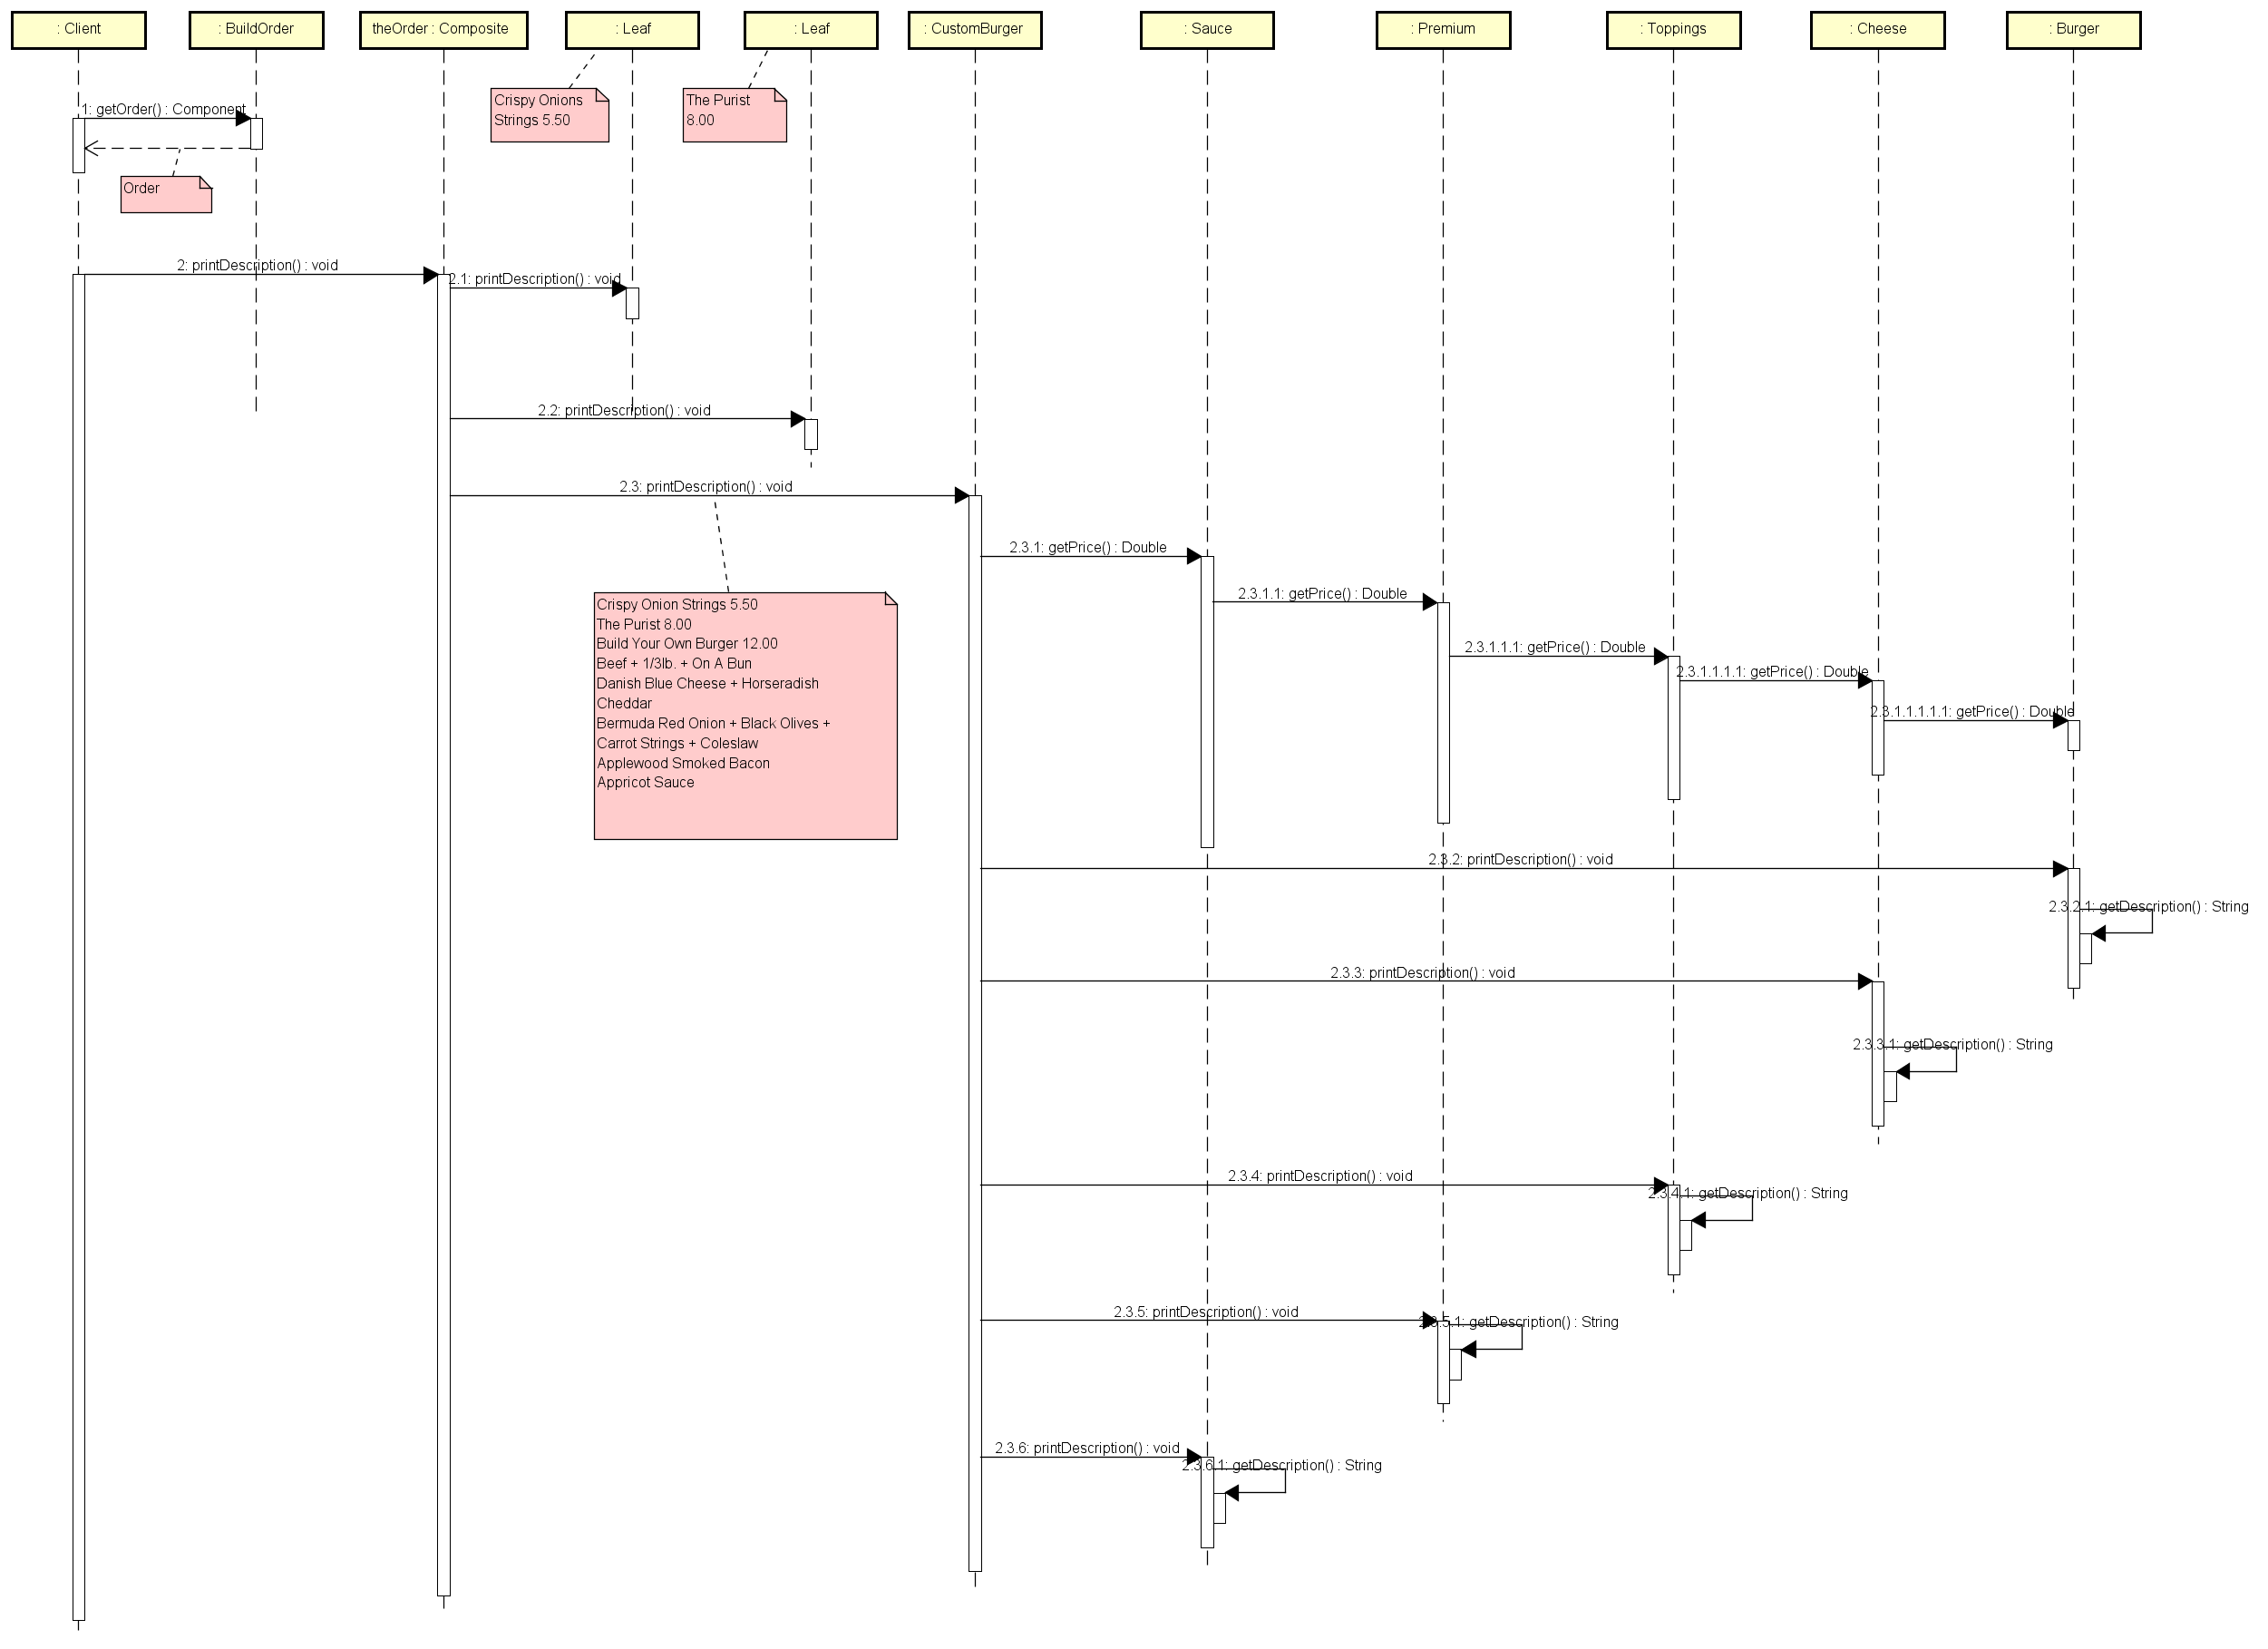 : Client
: BuildOrder
theOrder : Composite
: Leaf
: Leaf
: CustomBurger
: Sauce
: Premium
: Toppings
: Cheese
: Burger
Crispy Onions
Strings 5.50
The Purist
8.00
1: getOrder() : Component
Order
2: printDescription() : void
2.1: printDescription() : void
2.2: printDescription() : void
2.3: printDescription() : void
2.3.1: getPrice() : Double
2.3.1.1: getPrice() : Double
2.3.1.1.1: getPrice() : Double
2.3.1.1.1.1: getPrice() : Double
2.3.1.1.1.1.1: getPrice() : Double
Crispy Onion Strings 5.50
The Purist 8.00
Build Your Own Burger 12.00
Beef + 1/3lb. + On A Bun
Danish Blue Cheese + Horseradish
Cheddar
Bermuda Red Onion + Black Olives +
Carrot Strings + Coleslaw
Applewood Smoked Bacon
Appricot Sauce
2.3.2: printDescription() : void
2.3.2.1: getDescription() : String
2.3.3: printDescription() : void
2.3.3.1: getDescription() : String
2.3.4: printDescription() : void
2.3.4.1: getDescription() : String
2.3.5: printDescription() : void
2.3.5.1: getDescription() : String
2.3.6: printDescription() : void
2.3.6.1: getDescription() : String